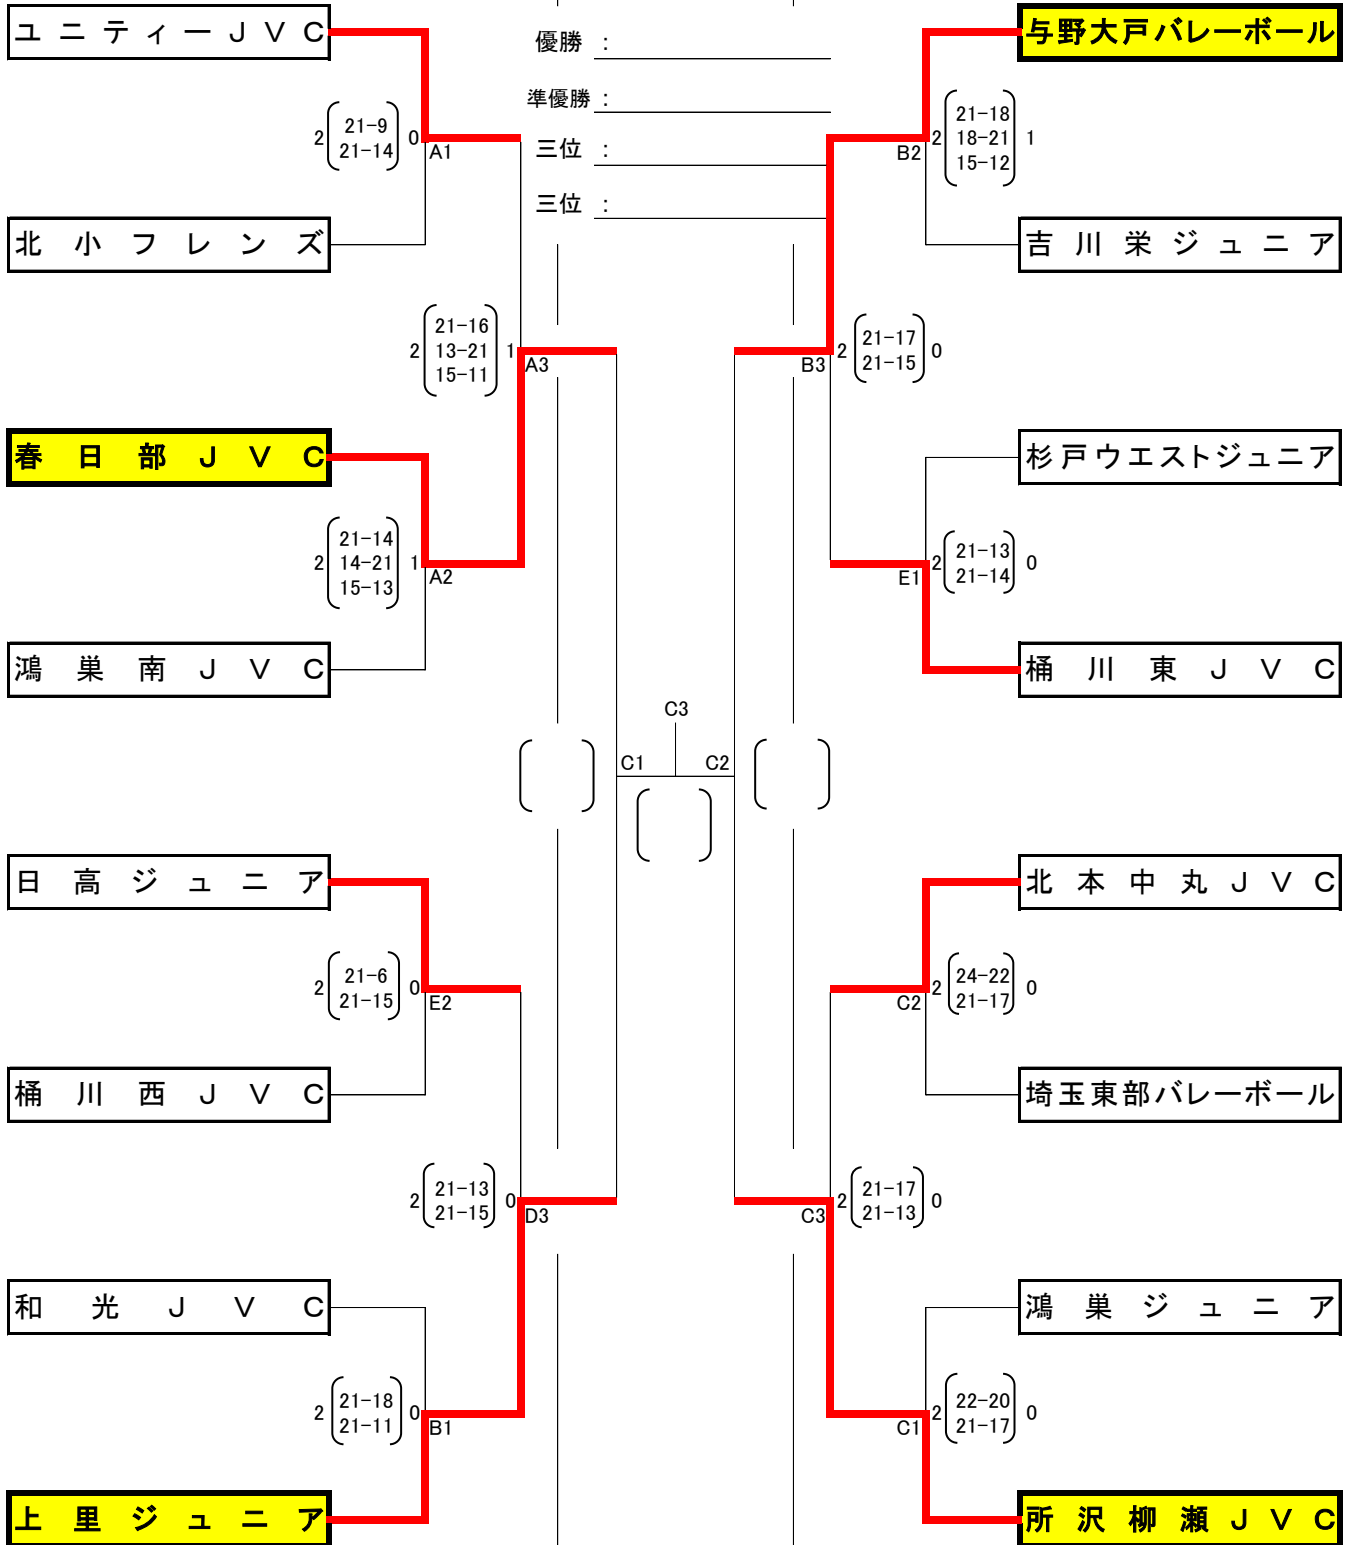 ユニティーＪＶＣ
優勝 ：
与野大戸バレーボール
準優勝 ：
2 21-9 0
21-14
A1
三位 ：
B2
2 21-18 1
18-21
15-12
三位 ：
北小フレンズ
吉川栄ジュニア
2 21-16 1
13-21
15-11
A3
B3
2 21-17 0
21-15
春日部ＪＶＣ
杉戸ウエストジュニア
2 21-14 1
14-21
15-13
A2
E1
2 21-13 0
21-14
鴻巣南ＪＶＣ
桶川東ＪＶＣ
C3
C1
C2
日高ジュニア
北本中丸ＪＶＣ
2 21-6 0
21-15
E2
C2
2 24-22 0
21-17
桶川西ＪＶＣ
埼玉東部バレーボール
2 21-13 0
21-15
D3
C3
2 21-17 0
21-13
和光ＪＶＣ
鴻巣ジュニア
2 21-18 0
21-11
B1
C1
2 22-20 0
21-17
上里ジュニア
所沢柳瀬ＪＶＣ